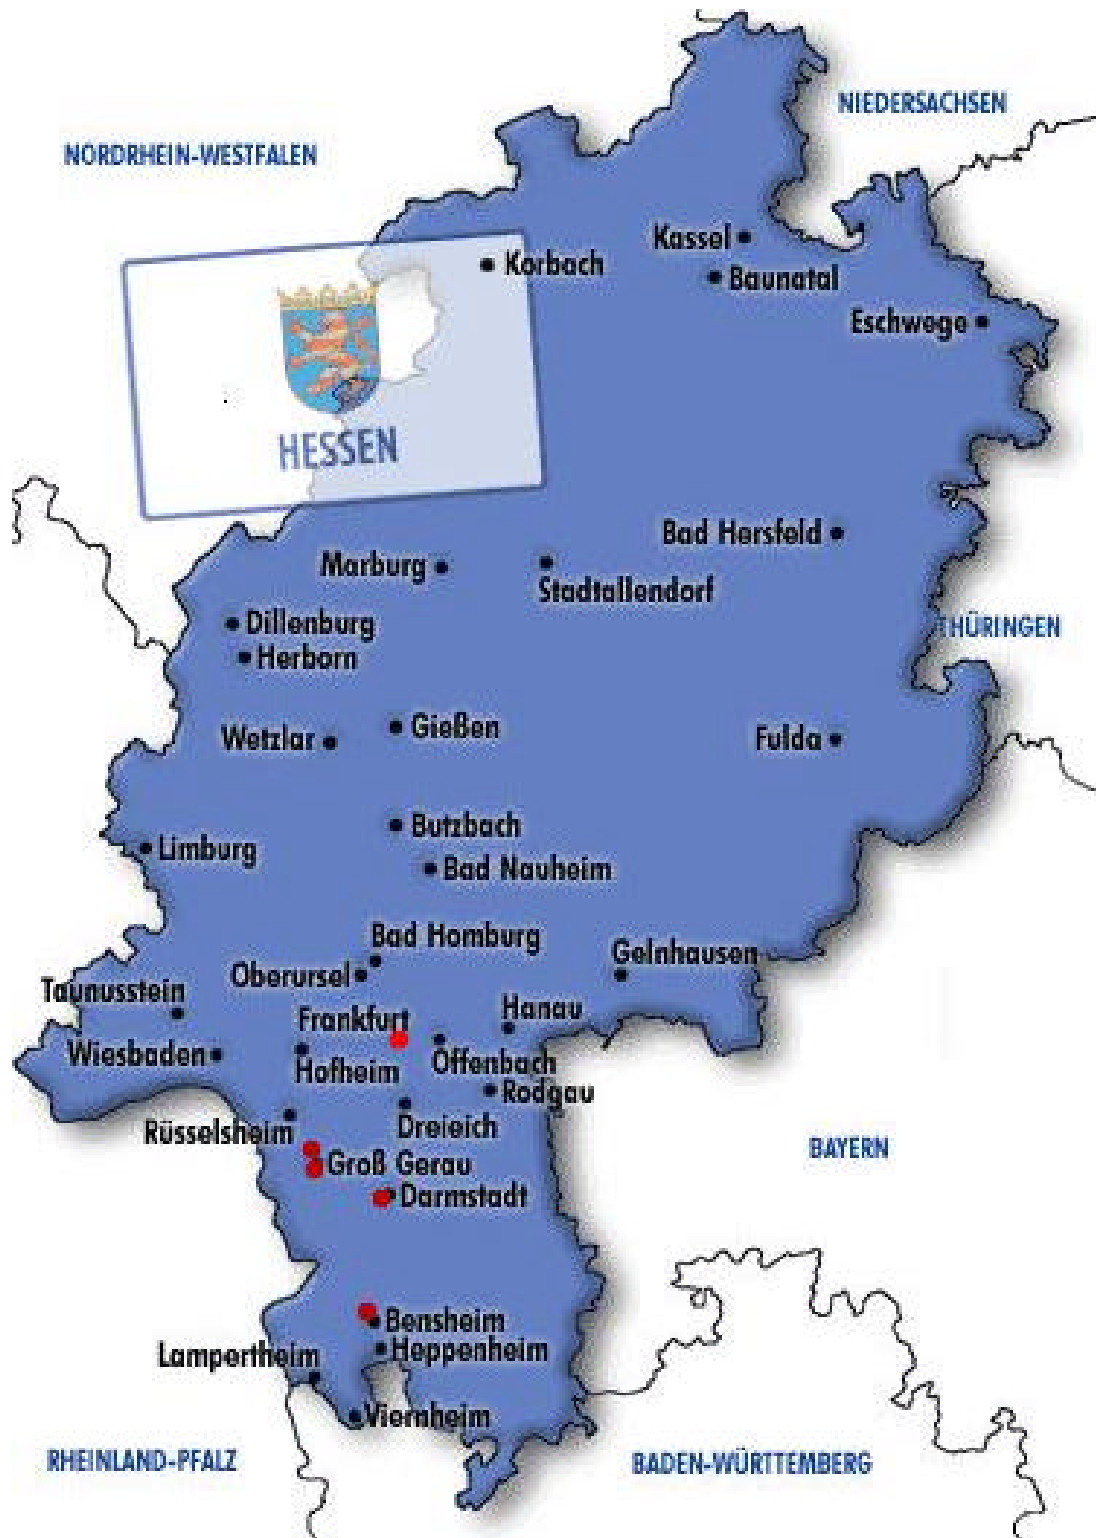 NIEDERSACHSEN
NORDRHEIN-WESTFALEN
Kassel
Korbach
Baunatal
Eschwege
HESSEN
Bad Hersfeld
Marburg
Stadtallendorf
Dillenburg
THÜRINGEN
Herborn
Gießen
Wetzlar
Fulda
Butzbach
Limburg
Bad Nauheim
Bad Homburg
Gelnhausen
Oberursel
Taunusstein
Hanau
Frankfurt
Wiesbaden
Offenbach
Hofheim
Rodgau
Dreieich
Rüsselsheim
BAYERN
Groß Gerau
Darmstadt
Bensheim
Heppenheim
Lampertheim
Viernheim
RHEINLAND-PFALZ
BADEN-WÜRTTEMBERG